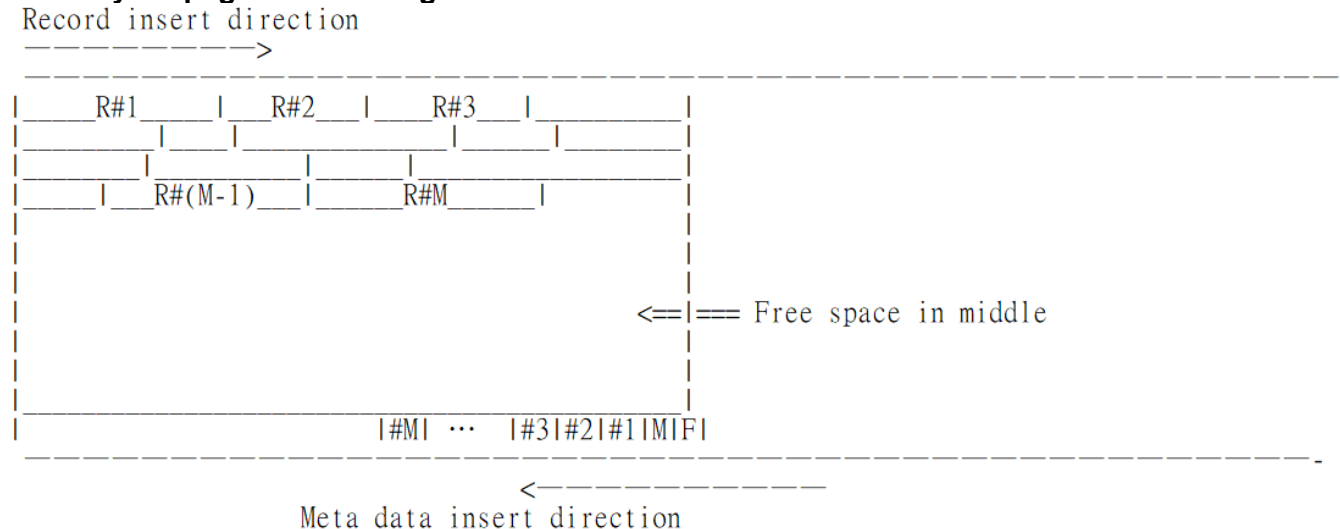 Record insert direction
R#1 R#2 R#3
R#(M-1) R#M
<==|=== Free space in middle
|#M| ··· |#3|#2|#1|M|F|
Meta data insert direction